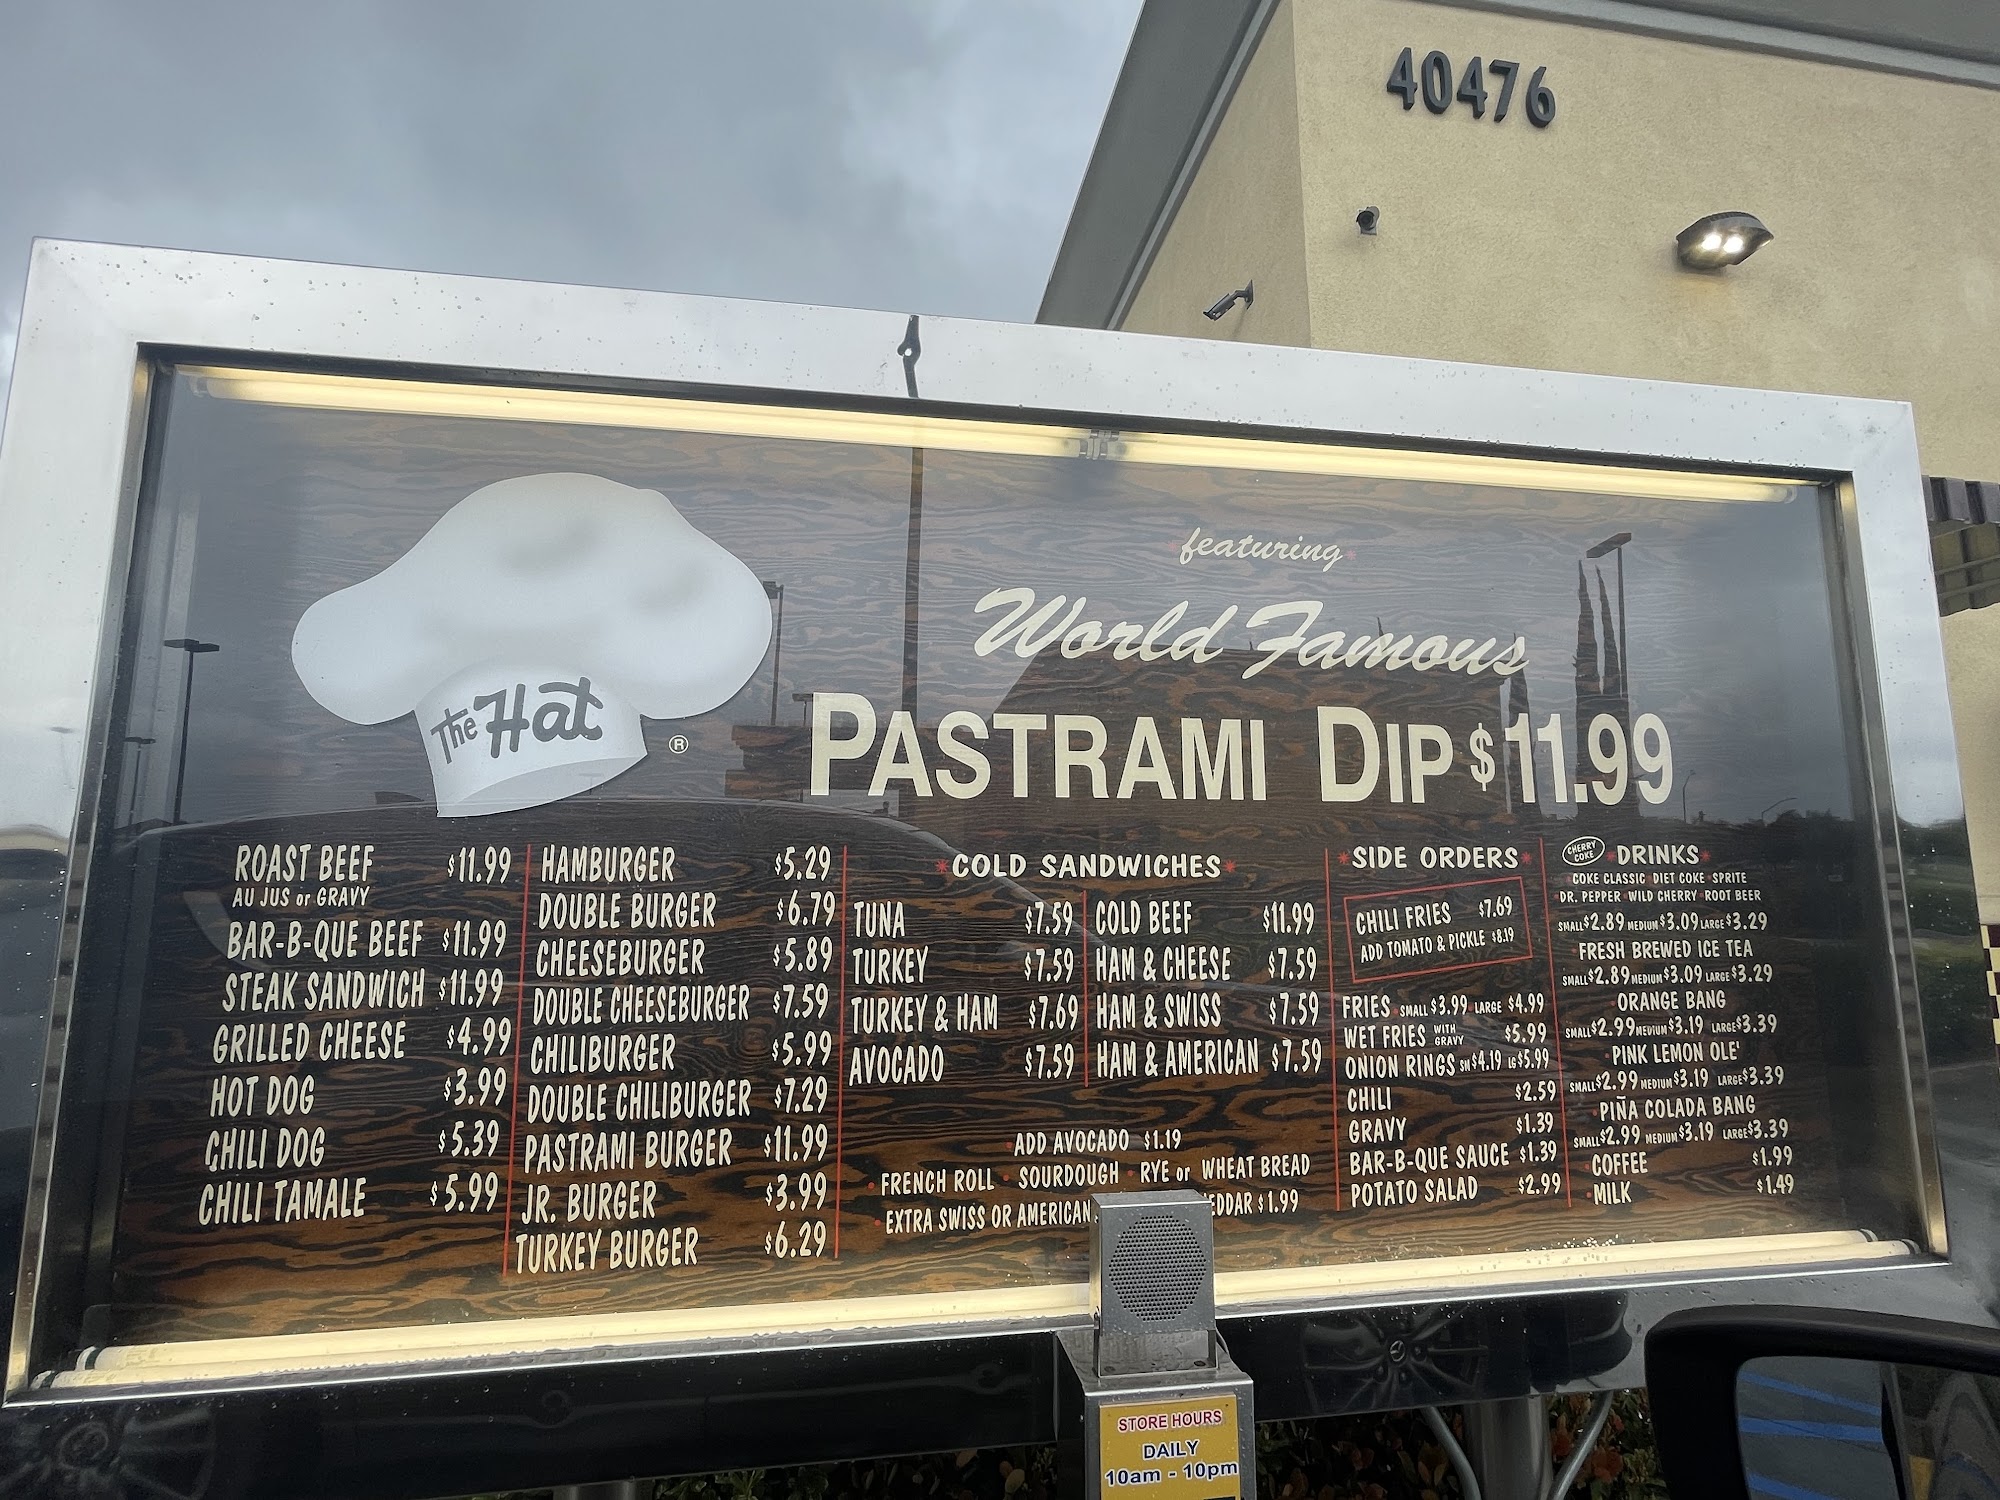 40476
The Hat ®
featuring
World Famous
PASTRAMI DIP $11.99
ROAST BEEF $11.99
AU JUS or GRAVY
BAR-B-QUE BEEF $11.99
STEAK SANDWICH $11.99
GRILLED CHEESE $4.99
HOT DOG $3.99
CHILI DOG $5.39
CHILI TAMALE $5.99
HAMBURGER $5.29
DOUBLE BURGER $6.79
CHEESEBURGER $5.89
DOUBLE CHEESEBURGER $7.59
CHILIBURGER $5.99
DOUBLE CHILIBURGER $7.29
PASTRAMI BURGER $11.99
JR. BURGER $3.99
TURKEY BURGER $6.29
*COLD SANDWICHES*
TUNA $7.59
TURKEY $7.59
TURKEY & HAM $7.69
AVOCADO $7.59
COLD BEEF $11.99
HAM & CHEESE $7.59
HAM & SWISS $7.59
HAM & AMERICAN $7.59
ADD AVOCADO $1.19
• FRENCH ROLL • SOURDOUGH • RYE or WHEAT BREAD
• EXTRA SWISS OR AMERICAN EDDAR $1.99
*SIDE ORDERS*
CHILI FRIES $7.69
ADD TOMATO & PICKLE $8.19
FRIES SMALL $3.99 LARGE $4.99
WET FRIES WITH GRAVY $5.99
ONION RINGS SM $4.19 LG $5.99
CHILI $2.59
GRAVY $1.39
BAR-B-QUE SAUCE $1.39
POTATO SALAD $2.99
CHERRY COKE *DRINKS*
COKE CLASSIC DIET COKE SPRITE
DR. PEPPER WILD CHERRY ROOT BEER
SMALL $2.89 MEDIUM $3.09 LARGE $3.29
FRESH BREWED ICE TEA
SMALL $2.89 MEDIUM $3.09 LARGE $3.29
ORANGE BANG
SMALL $2.99 MEDIUM $3.19 LARGE $3.39
• PINK LEMON OLE'
SMALL $2.99 MEDIUM $3.19 LARGE $3.39
• PIÑA COLADA BANG
SMALL $2.99 MEDIUM $3.19 LARGE $3.39
• COFFEE $1.99
• MILK $1.49
STORE HOURS
DAILY
10am - 10pm